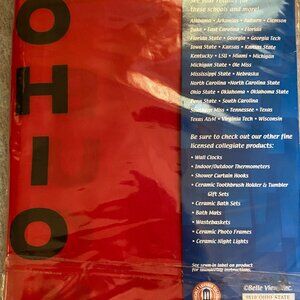 OHIO
these schools and more!
Alabama • Arkansas • Auburn • Clemson
Duke • East Carolina • Florida
Florida State • Georgia • Georgia Tech
Iowa State • Kansas • Kansas
Kentucky • LSU • Miami • Michigan
Michigan State • Ole Miss
Mississippi State • Nebraska
North Carolina • North Carolina State
Ohio State • Oklahoma • Oklahoma State
Penn State • South Carolina
Southern Miss • Tennessee • Texas
Texas A&M • Virginia Tech • Wisconsin
Be sure to check out our other fine
licensed collegiate products:
• Wall Clocks
• Indoor/Outdoor Thermometers
• Shower Curtain Hooks
• Ceramic Toothbrush Holder & Tumbler
Gift Sets
• Ceramic Bath Sets
• Bath Mats
• Wastebaskets
• Ceramic Photo Frames
• Ceramic Night Lights
See sewn-in label on product for
instructions.
©Belle View, Inc.
OHIO STATE